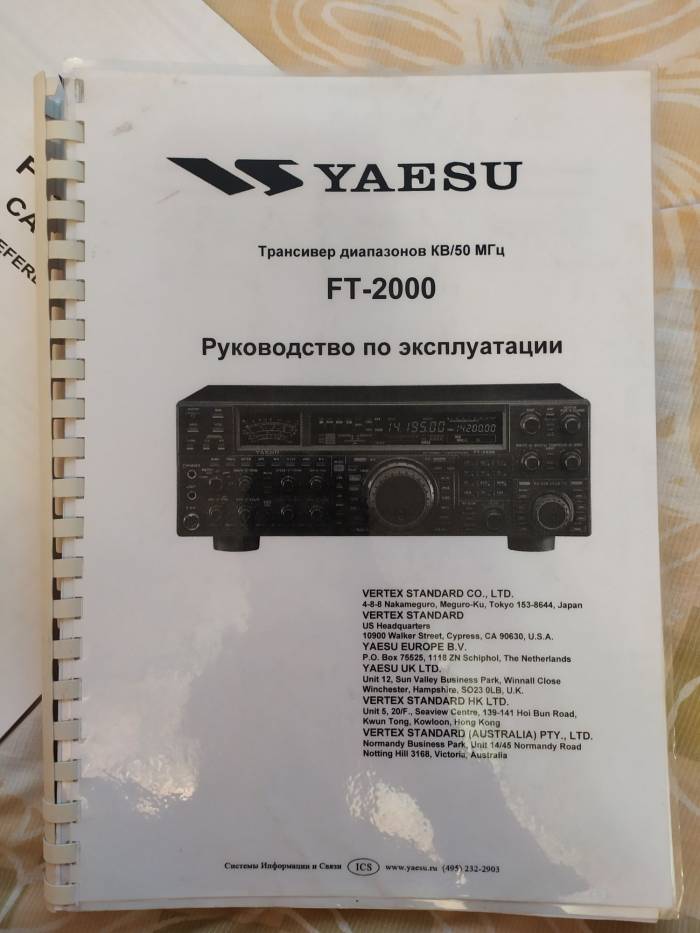 YAESU
Трансивер диапазонов КВ/50 МГц
FT-2000
Руководство по эксплуатации
14.195.00
14200.00
YAESU
FT-2000
VERTEX STANDARD CO., LTD.
4-8-8 Nakameguro, Meguro-Ku, Tokyo 153-8644, Japan
VERTEX STANDARD
US Headquarters
10900 Walker Street, Cypress, CA 90630, U.S.A.
YAESU EUROPE B.V.
P.O. Box 75525, 1118 ZN Schiphol, The Netherlands
YAESU UK LTD.
Unit 12, Sun Valley Business Park, Winnall Close
Winchester, Hampshire, SO23 0LB, U.K.
VERTEX STANDARD HK LTD.
Unit 5, 20/F., Seaview Centre, 139-141 Hoi Bun Road,
Kwun Tong, Kowloon, Hong Kong
VERTEX STANDARD (AUSTRALIA) PTY., LTD.
Normandy Business Park, Unit 14/45 Normandy Road
Notting Hill 3168, Victoria, Australia
Системы Информации и Связи ICS www.yaesu.ru (495) 232-2903